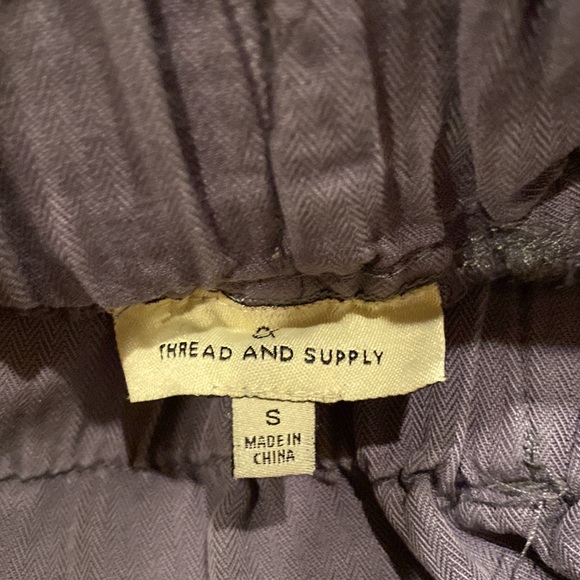 THREAD AND SUPPLY
S
MADE IN
CHINA